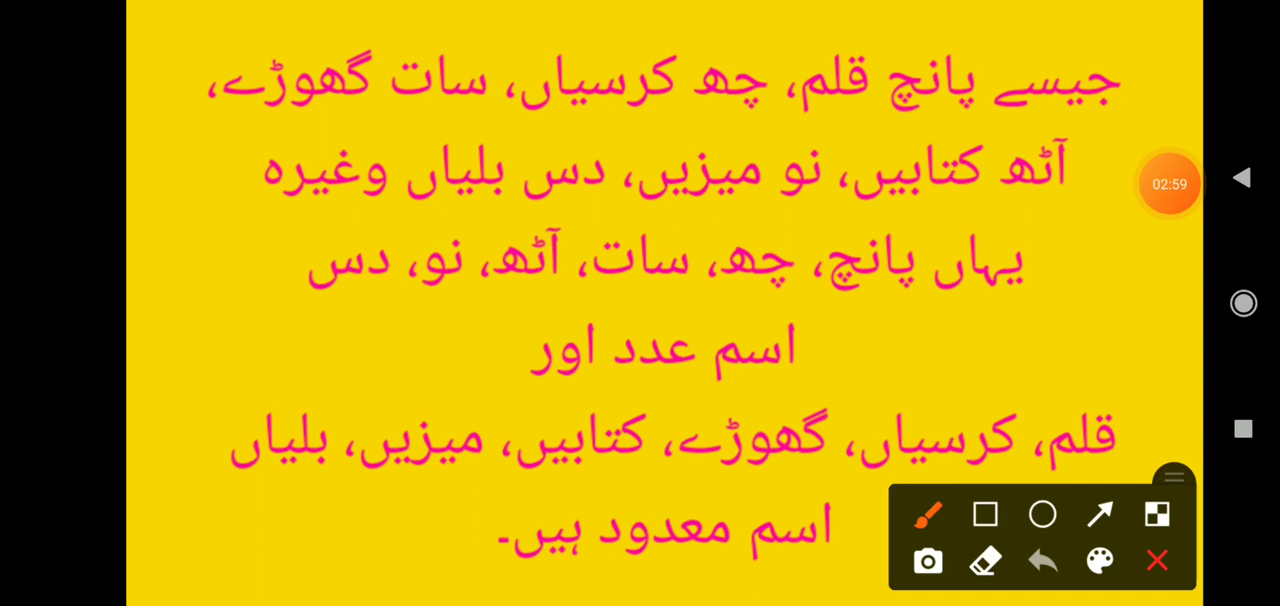 جیسے پانچ قلم، چھ کرسیاں، سات گھوڑے،
آٹھ کتابیں، نو میزیں، دس بلیاں وغیرہ
02:59
یہاں پانچ، چھ، سات، آٹھ، نو، دس
اسم عدد اور
قلم، کرسیاں، گھوڑے، کتابیں، میزیں، بلیاں
اسم معدود ہیں۔